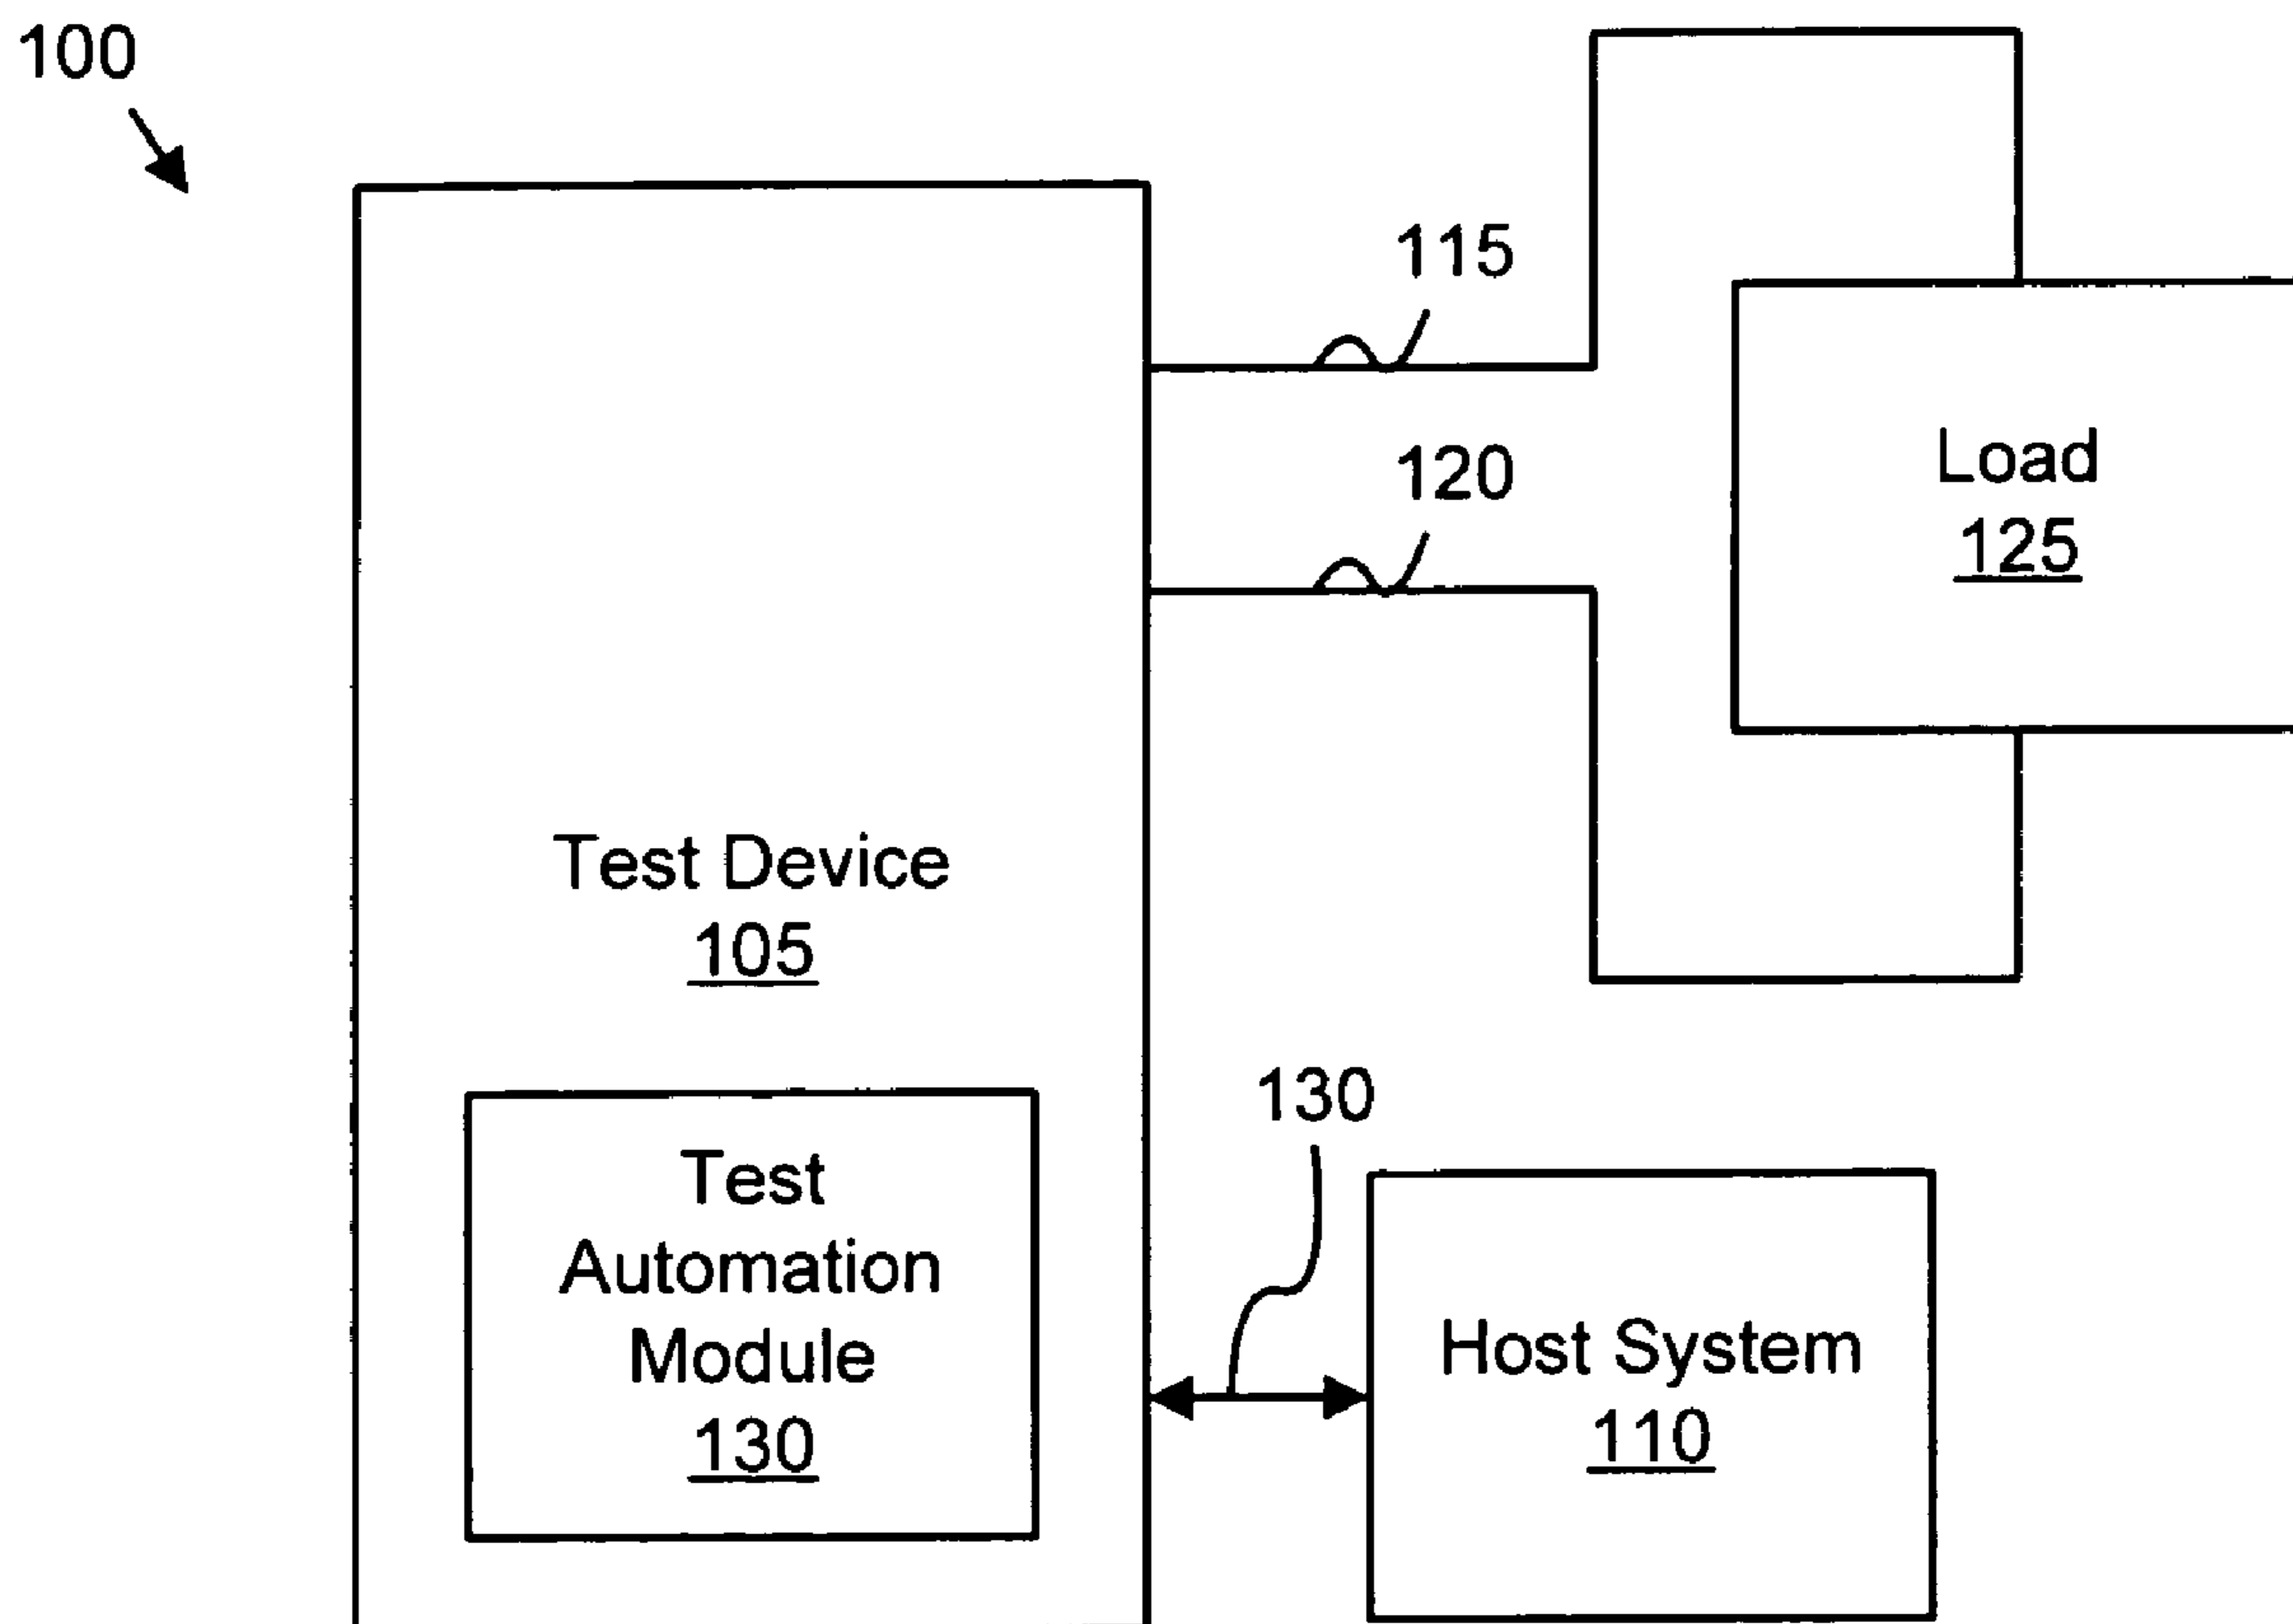 100
115
120
Load
125
Test Device
105
130
Test
Automation
Module
130
Host System
110